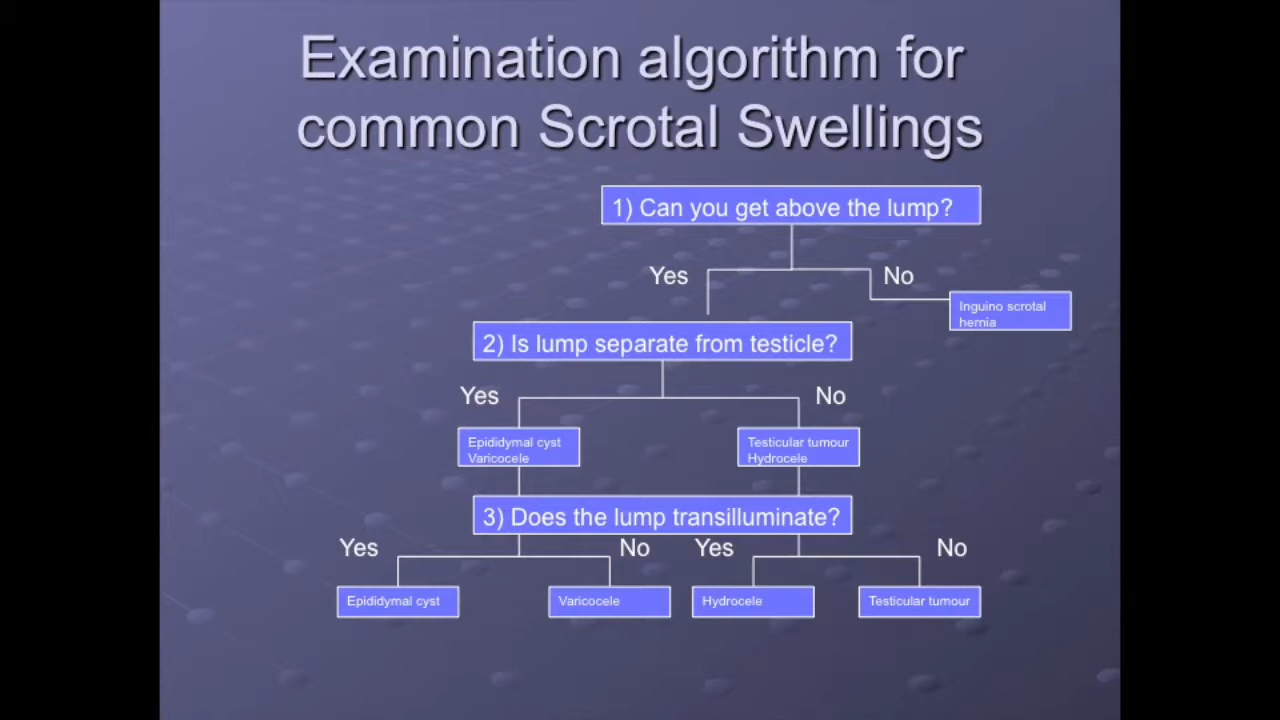 Examination algorithm for
common Scrotal Swellings
1) Can you get above the lump?
Yes
No
Inguino scrotal
hernia
2) Is lump separate from testicle?
Yes
No
Epididymal cyst
Varicocele
Testicular tumour
Hydrocele
3) Does the lump transilluminate?
Yes
No
Yes
No
Epididymal cyst
Varicocele
Hydrocele
Testicular tumour